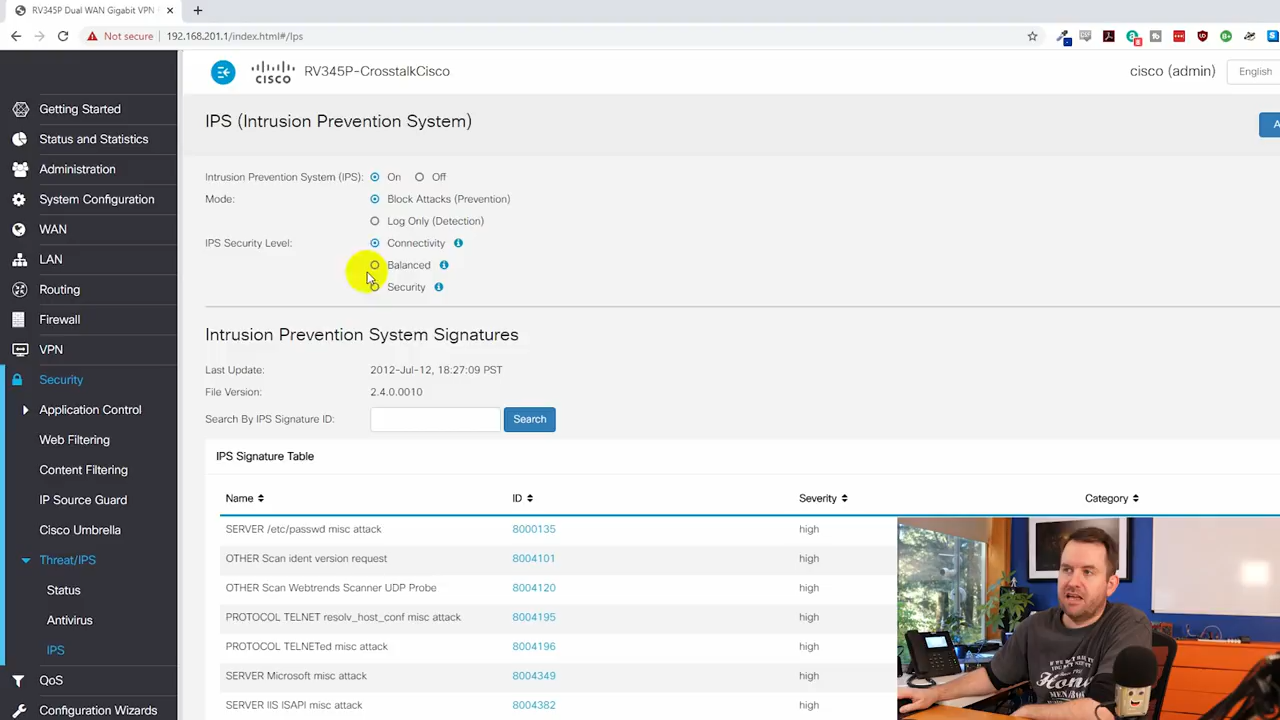 RV345P Dual WAN Gigabit VPN
Not secure | 192.168.201.1/index.html#/Ips
CISCO RV345P-CrosstalkCisco
cisco (admin)
English
Getting Started
Status and Statistics
Administration
System Configuration
WAN
LAN
Routing
Firewall
VPN
Security
Application Control
Web Filtering
Content Filtering
IP Source Guard
Cisco Umbrella
Threat/IPS
Status
Antivirus
IPS
QoS
Configuration Wizards
IPS (Intrusion Prevention System)
A
Intrusion Prevention System (IPS): On Off
Mode: Block Attacks (Prevention)
Log Only (Detection)
IPS Security Level: Connectivity
Balanced
Security
Intrusion Prevention System Signatures
Last Update: 2012-Jul-12, 18:27:09 PST
File Version: 2.4.0.0010
Search By IPS Signature ID: Search
IPS Signature Table
Name ID Severity Category
SERVER /etc/passwd misc attack 8000135 high
OTHER Scan ident version request 8004101 high
OTHER Scan Webtrends Scanner UDP Probe 8004120 high
PROTOCOL TELNET resolv_host_conf misc attack 8004195 high
PROTOCOL TELNETed misc attack 8004196 high
SERVER Microsoft misc attack 8004349 high
SERVER IIS ISAPI misc attack 8004382 high